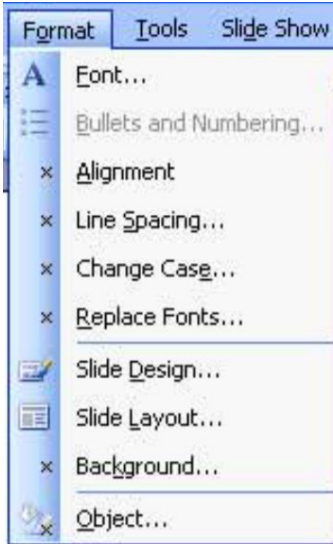 Format Tools Slide Show
Font...
Bullets and Numbering...
Alignment
Line Spacing...
Change Case...
Replace Fonts...
Slide Design...
Slide Layout...
Background...
Object...